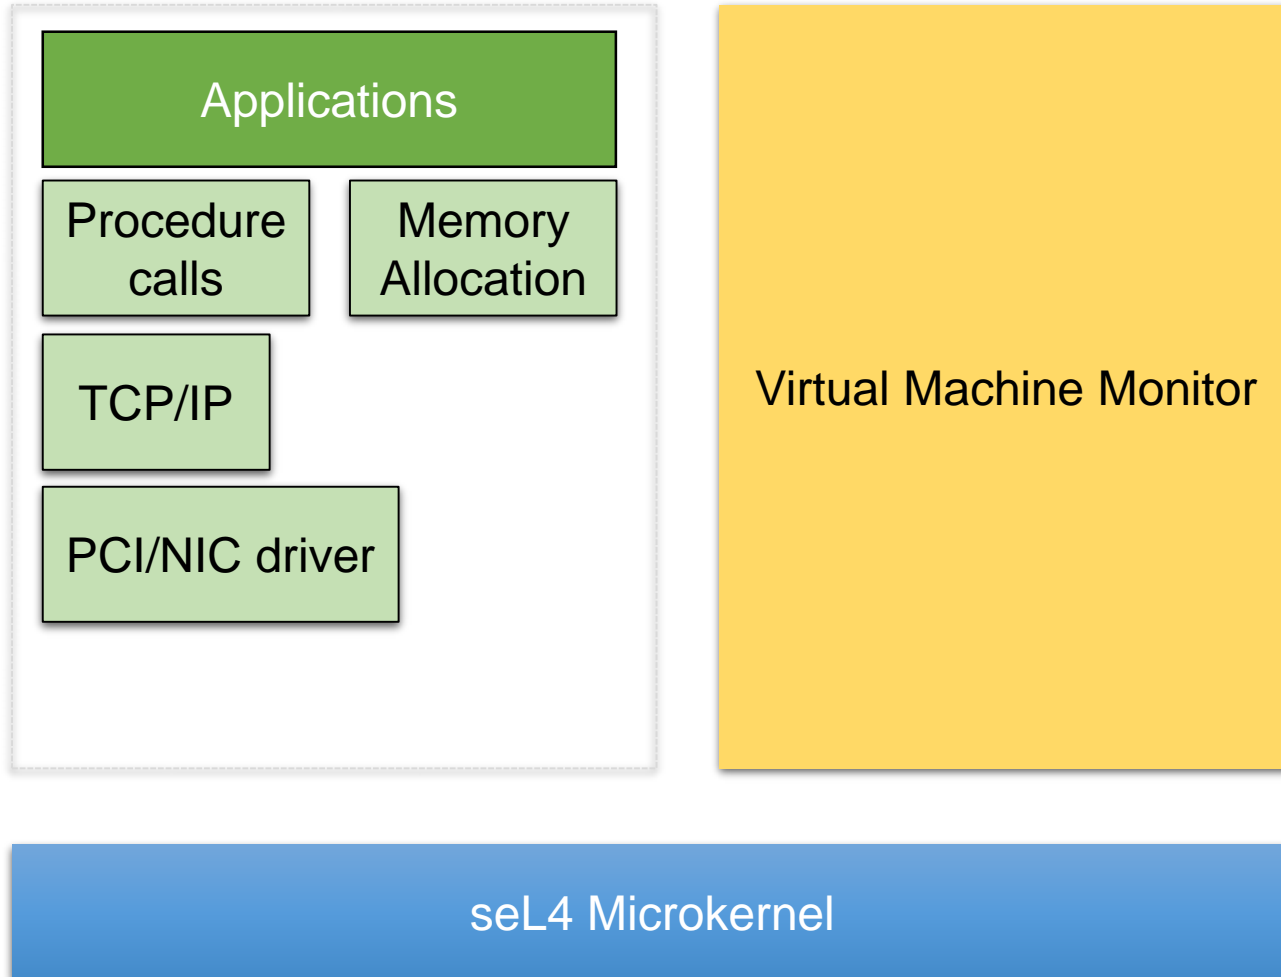 Applications
Procedure
calls
Memory
Allocation
TCP/IP
PCI/NIC driver
Virtual Machine Monitor
seL4 Microkernel